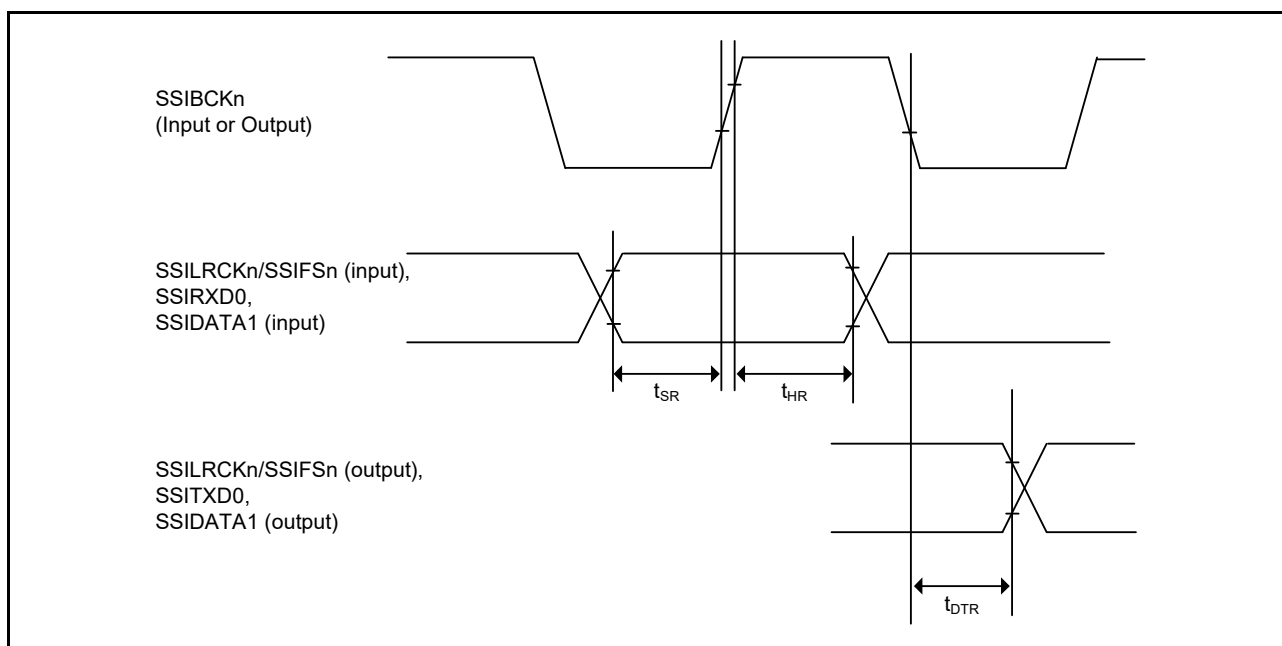 SSIBCKn
(Input or Output)
SSILRCKn/SSIFSn (input),
SSIRXD0,
SSIDATA1 (input)
tSR
tHR
SSILRCKn/SSIFSn (output),
SSITXD0,
SSIDATA1 (output)
tDTR